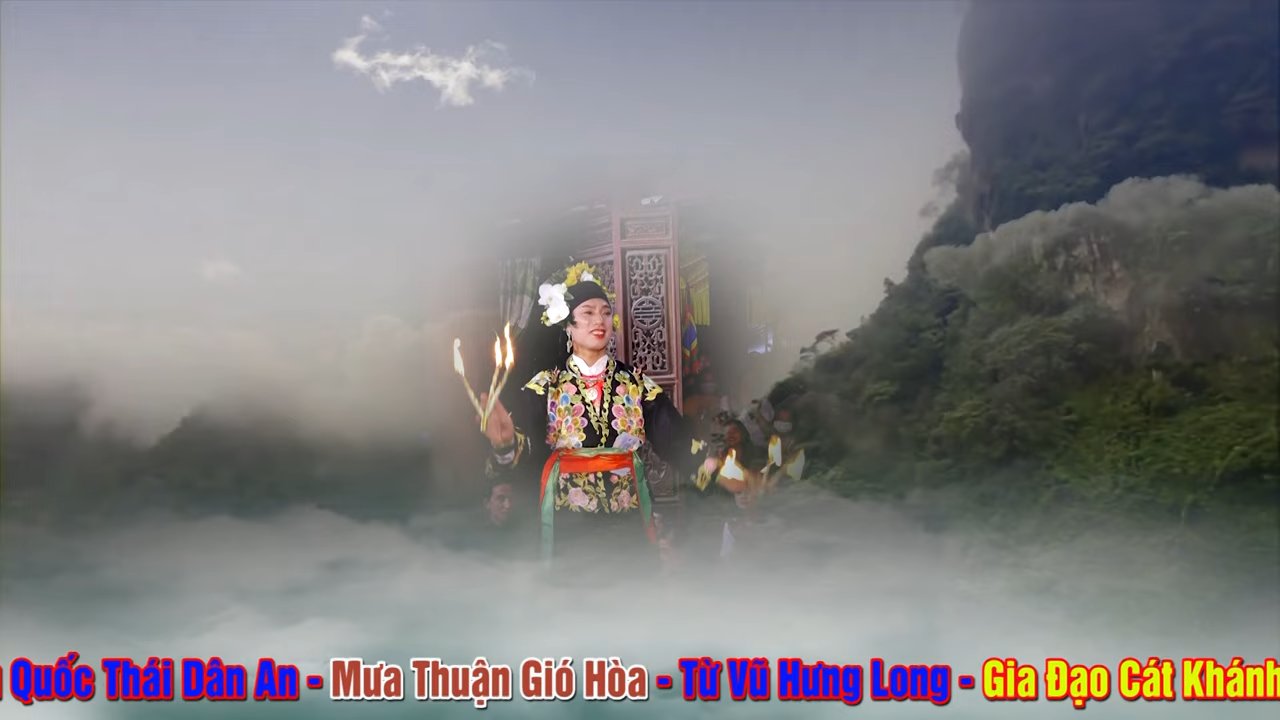 Quốc Thái Dân An - Mưa Thuận Gió Hòa - Từ Vũ Hưng Long - Gia Đạo Cát Khánh